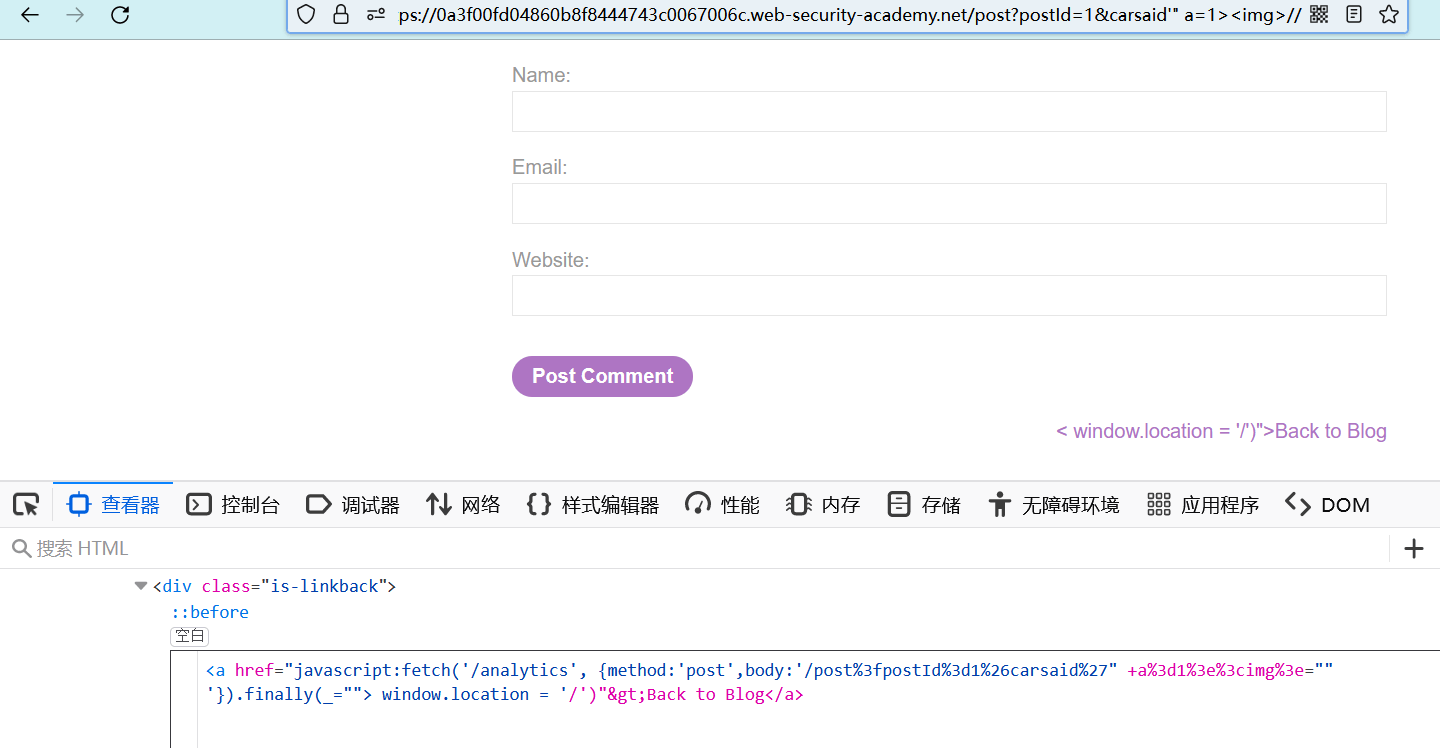 ps://0a3f00fd04860b8f8444743c0067006c.web-security-academy.net/post?postId=1&carsaid'" a=1><img>//
Name:
Email:
Website:
Post Comment
< window.location = '/')">Back to Blog
查看器 控制台 调试器 网络 样式编辑器 性能 内存 存储 无障碍环境 应用程序 DOM
搜索 HTML
<div class="is-linkback">
::before
空白
<a href="javascript:fetch('/analytics', {method:'post',body:'/post%3fpostId%3d1%26carsaid%27" +a%3d1%3e%3cimg%3e=""
'}).finally(_=""> window.location = '/')"&gt;Back to Blog</a>